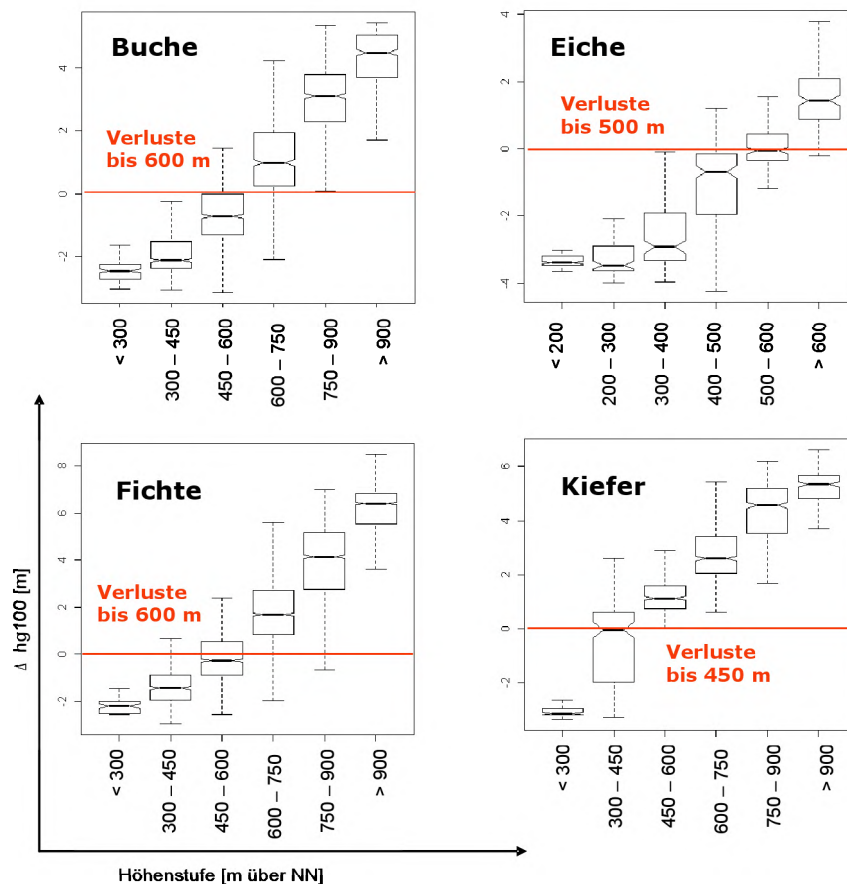 Buche
Verluste
bis 600 m
4
2
0
-2
< 300
300 – 450
450 – 600
600 – 750
750 – 900
> 900
Eiche
Verluste
bis 500 m
4
2
0
-2
-4
< 200
200 – 300
300 – 400
400 – 500
500 – 600
> 600
Fichte
Verluste
bis 600 m
8
6
4
2
0
-2
< 300
300 – 450
450 – 600
600 – 750
750 – 900
> 900
Kiefer
Verluste
bis 450 m
6
4
2
0
-2
< 300
300 – 450
450 – 600
600 – 750
750 – 900
> 900
Δ hg100 [m]
Höhenstufe [m über NN]